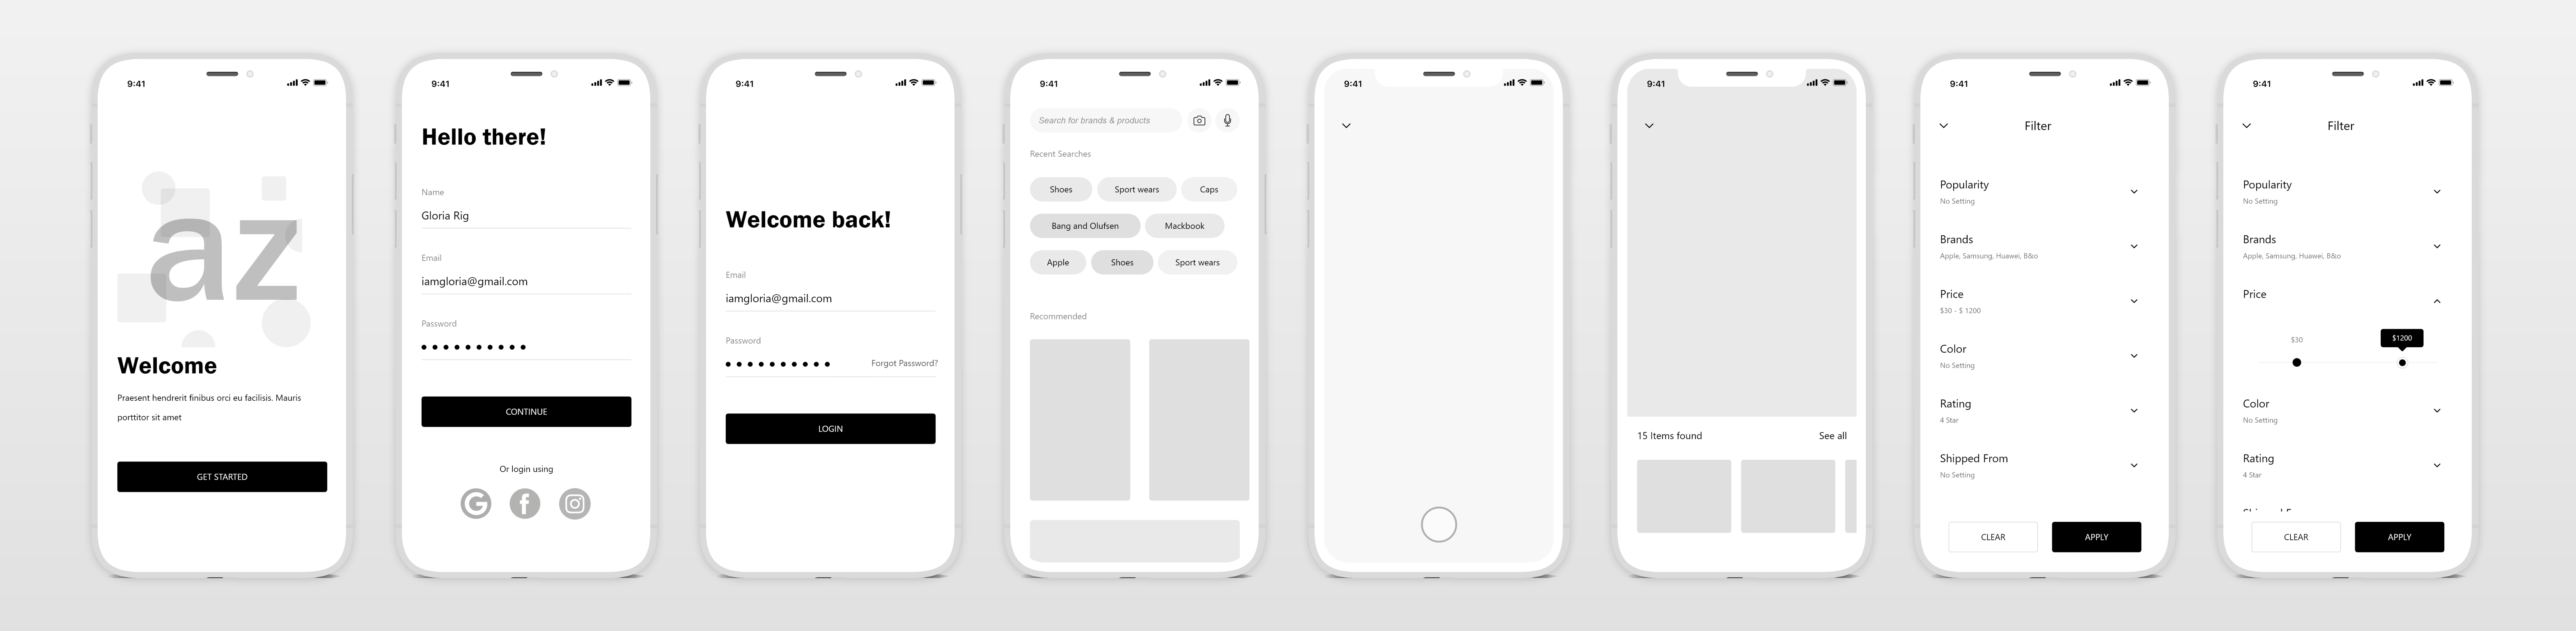 9:41
az
Welcome
Praesent hendrerit finibus orci eu facilisis. Mauris
porttitor sit amet
GET STARTED
9:41
Hello there!
Name
Gloria Rig
Email
iamgloria@gmail.com
Password
CONTINUE
Or login using
9:41
Welcome back!
Email
iamgloria@gmail.com
Password
Forgot Password?
LOGIN
9:41
Search for brands & products
Recent Searches
Shoes Sport wears Caps
Bang and Olufsen Mackbook
Apple Shoes Sport wears
Recommended
9:41
9:41
15 Items found See all
9:41
Filter
Popularity
No Setting
Brands
Apple, Samsung, Huawei, B&o
Price
$30 - $ 1200
Color
No Setting
Rating
4 Star
Shipped From
No Setting
CLEAR APPLY
9:41
Filter
Popularity
No Setting
Brands
Apple, Samsung, Huawei, B&o
Price
$30 $1200
Color
No Setting
Rating
4 Star
CLEAR APPLY